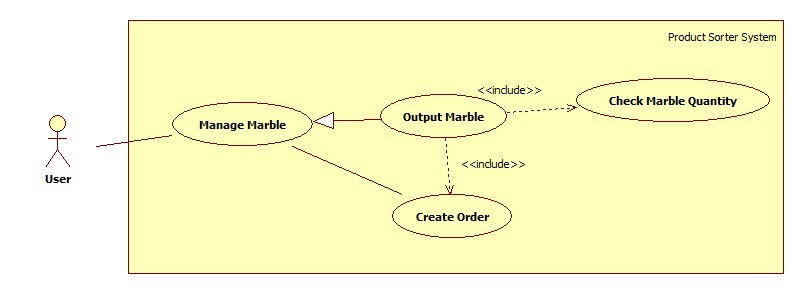 Product Sorter System
<<include>>
Check Marble Quantity
Manage Marble
Output Marble
<<include>>
User
Create Order